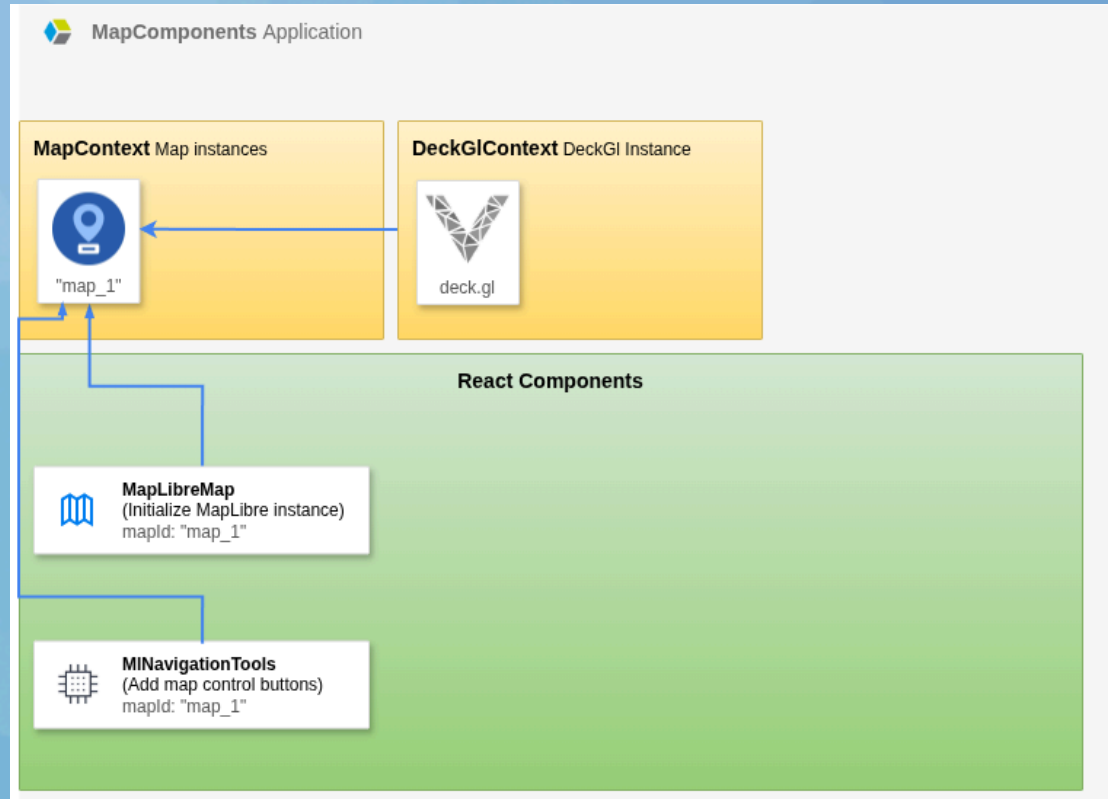 MapComponents Application
MapContext Map instances
DeckGlContext DeckGl Instance
"map_1"
deck.gl
React Components
MapLibreMap
(Initialize MapLibre instance)
mapId: "map_1"
MlNavigationTools
(Add map control buttons)
mapId: "map_1"